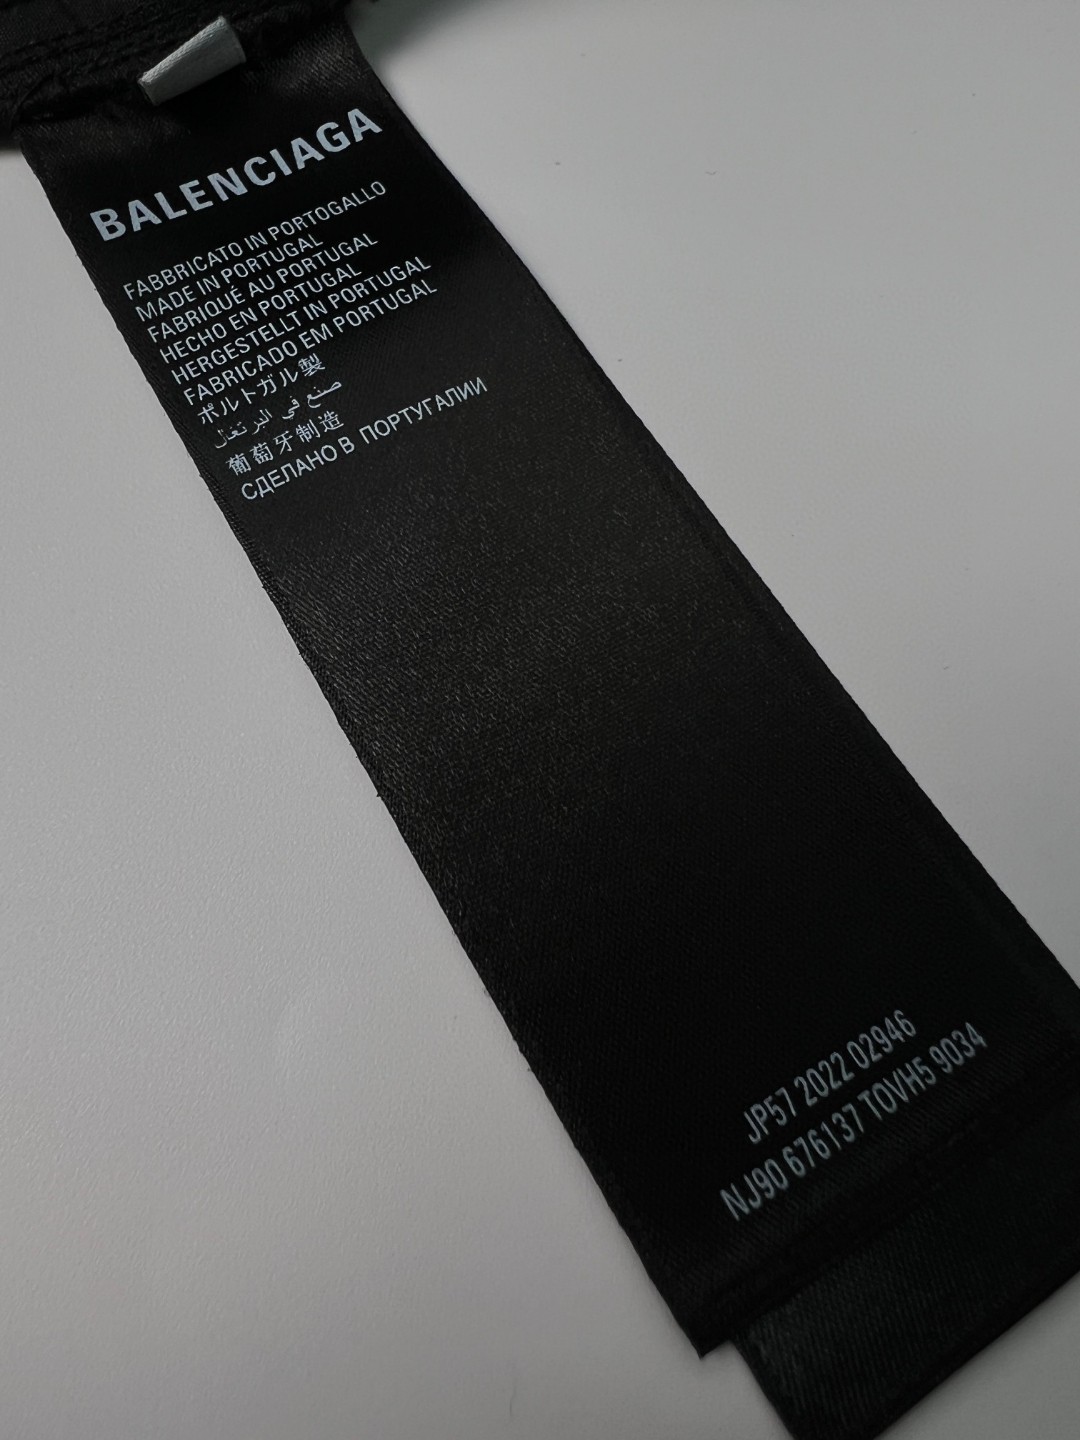 BALENCIAGA
FABBRICATO IN PORTOGALLO
MADE IN PORTUGAL
FABRIQUÉ AU PORTUGAL
HECHO EN PORTUGAL
HERGESTELLT IN PORTUGAL
FABRICADO EM PORTUGAL
ポルトガル製
صنع في البرتغال
葡萄牙制造
СДЕЛАНО В ПОРТУГАЛИИ
JP57 2022 02946
NJ90 676137 TOVH5 9034